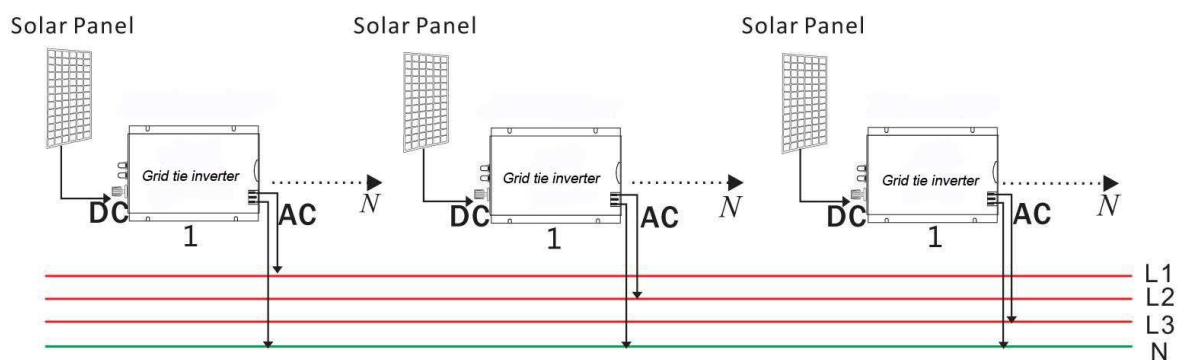 Solar Panel
Solar Panel
Solar Panel
Grid tie inverter
Grid tie inverter
Grid tie inverter
DC
AC
N
DC
AC
N
DC
AC
N
1
1
1
L1
L2
L3
N